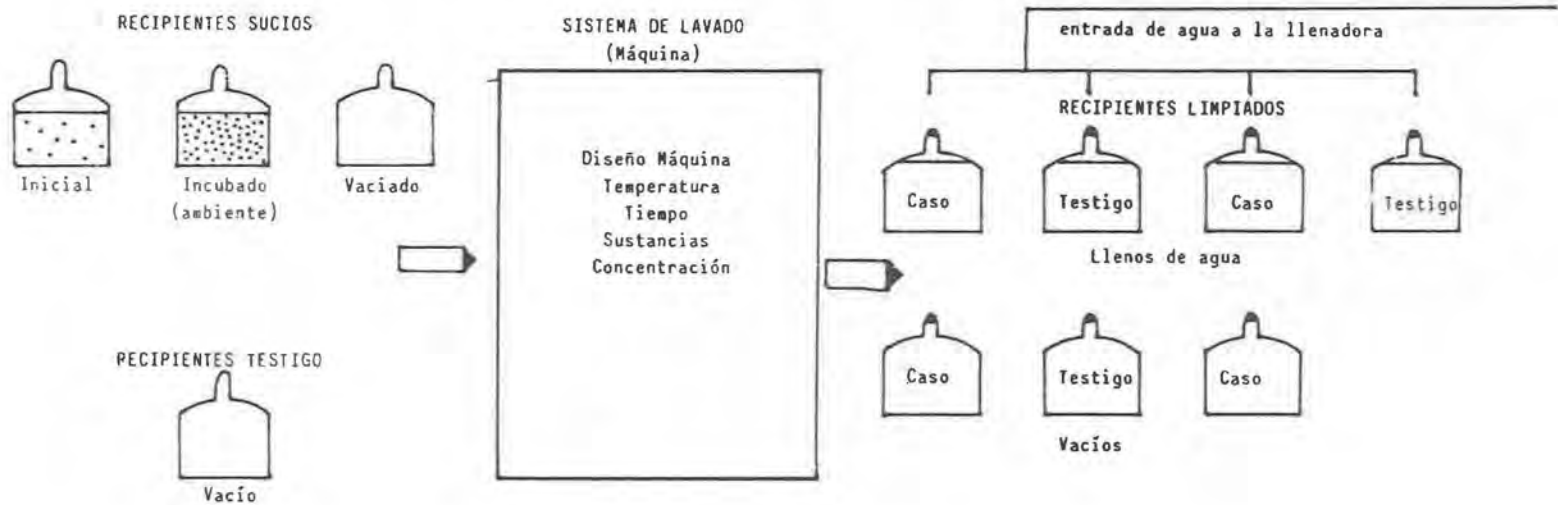 RECIPIENTES SUCIOS
Inicial
Incubado
(ambiente)
Vaciado
RECIPIENTES TESTIGO
Vacío
SISTEMA DE LAVADO
(Máquina)
Diseño Máquina
Temperatura
Tiempo
Sustancias
Concentración
entrada de agua a la llenadora
RECIPIENTES LIMPIADOS
Caso
Testigo
Caso
Testigo
Llenos de agua
Caso
Testigo
Caso
Vacíos